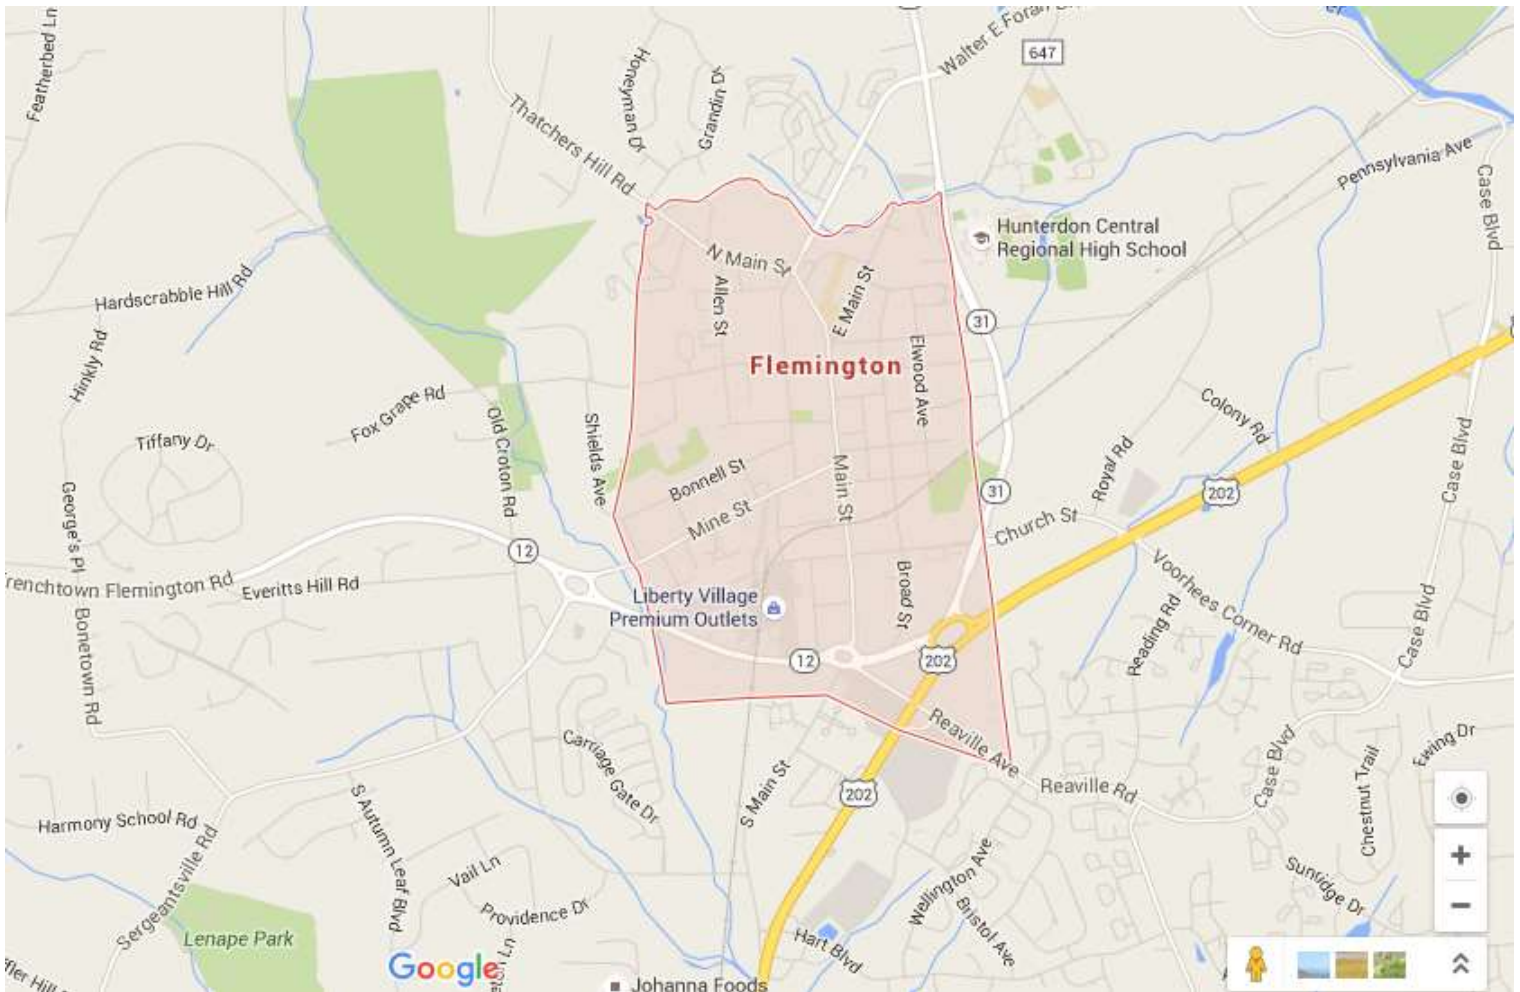 Featherbed Ln
Honeyman Dr
Grandin D
Walter E Foran
647
Thatchers Hill Rd
Pennsylvania Ave
Case Blvd
Hunterdon Central
Regional High School
N Main St
Hardscrabble Hill Rd
Allen St
E Main St
31
Elwood Ave
Flemington
Hinkly Rd
Fox Grape Rd
Old Croton Rd
Shields Ave
Colony Rd
Tiffany Dr
Royal Rd
Case Blvd
Bonnell St
Main St
31
202
George's Pl
Mine St
Church St
12
Voorhees Corner Rd
renchtown Flemington Rd
Everitts Hill Rd
Liberty Village
Premium Outlets
Broad St
Reading Rd
Case Blvd
Bonetown Rd
12
202
Reaville Ave
Carriage Gate Dr
S Main St
202
Reaville Rd
Case Blvd
Chestnut Trail
Ewing Dr
Harmony School Rd
S Autumn Leaf Blvd
Sergeantsville Rd
Vail Ln
Providence Dr
Wellington Ave
Bristol Ave
Sunridge Dr
Lenape Park
Hart Blvd
Google
Ln
Johanna Foods
ffler Hill
+
−